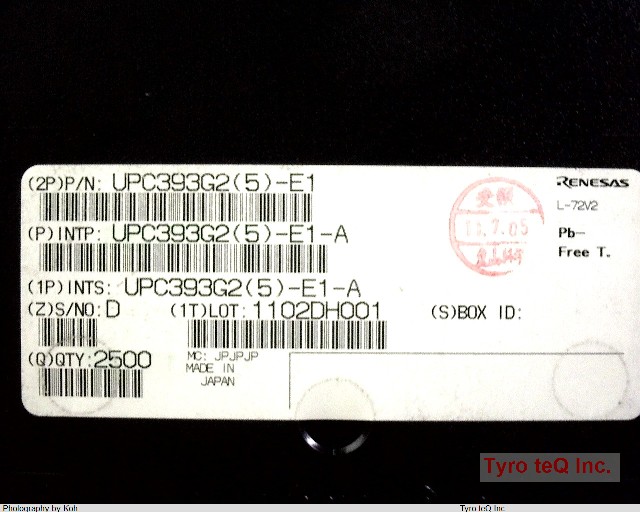 (2P)P/N: UPC393G2(5)-E1
RENESAS
L-72V2
(P)INTP: UPC393G2(5)-E1-A
Pb-
Free T.
(1P)INTS: UPC393G2(5)-E1-A
(Z)S/NO: D (1T)LOT: 1102DH001 (S)BOX ID:
(Q)QTY: 2500
MC: JPJPJP
MADE IN
JAPAN
Tyro teQ Inc.
Photography by Koh
Tyro teQ Inc